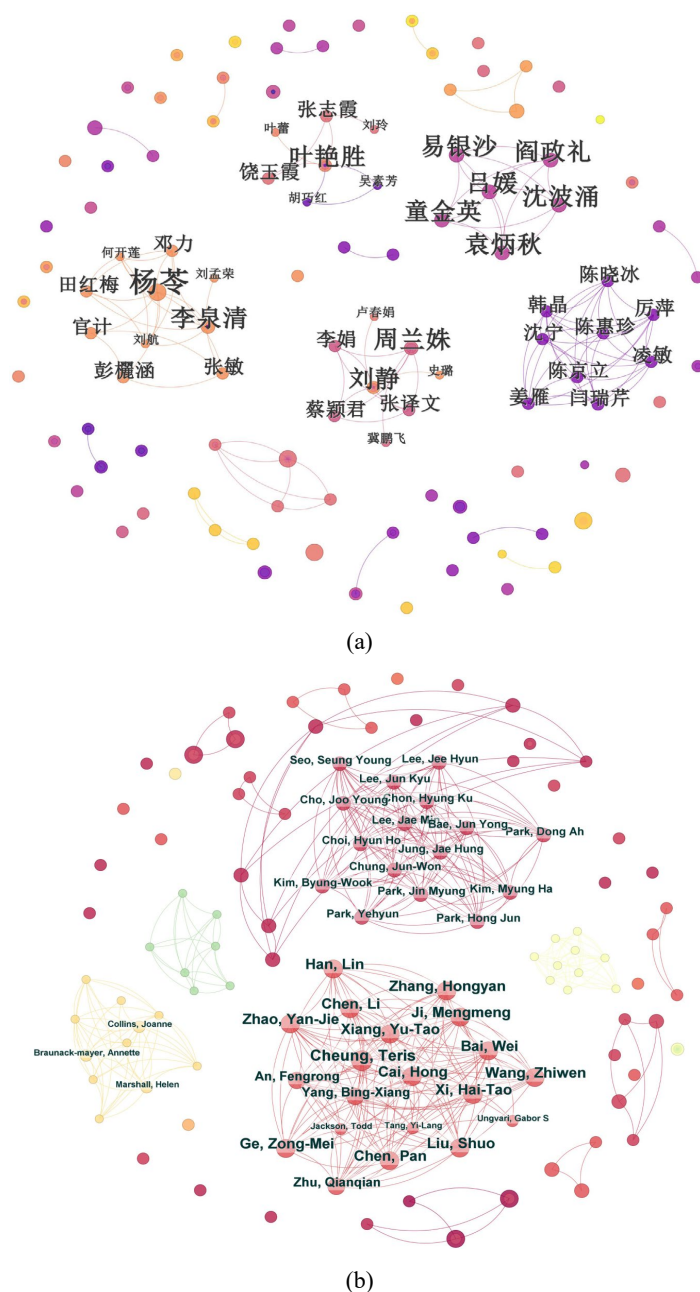 张志霞
刘玲
叶蕾
叶艳胜
饶玉霞
吴素芳
胡巧红
易银沙
阎政礼
吕媛
沈波涌
童金英
袁炳秋
何开莲
邓力
田红梅
杨苓
刘孟荣
官计
李泉清
刘航
彭欐涵
张敏
卢春娟
李娟
周兰姝
刘静
史璐
蔡颖君
张译文
冀鹏飞
陈晓冰
韩晶
厉萍
沈宁
陈惠珍
凌敏
陈京立
姜雁
闫瑞芹
(a)
Seo, Seung Young
Lee, Jee Hyun
Lee, Jun Kyu
Cho, Joo Young
Chon, Hyung Ku
Lee, Jae Min
Bae, Jun Yong
Park, Dong Ah
Choi, Hyun Ho
Jung, Jae Hung
Chung, Jun-Won
Kim, Byung-Wook
Park, Jin Myung
Kim, Myung Ha
Park, Yehyun
Park, Hong Jun
Collins, Joanne
Braunack-mayer, Annette
Marshall, Helen
Han, Lin
Zhang, Hongyan
Chen, Li
Ji, Mengmeng
Zhao, Yan-Jie
Xiang, Yu-Tao
Bai, Wei
Cheung, Teris
Cai, Hong
Wang, Zhiwen
An, Fengrong
Yang, Bing-Xiang
Xi, Hai-Tao
Ungvari, Gabor S
Jackson, Todd
Tang, Yi-Lang
Ge, Zong-Mei
Liu, Shuo
Chen, Pan
Zhu, Qianqian
(b)